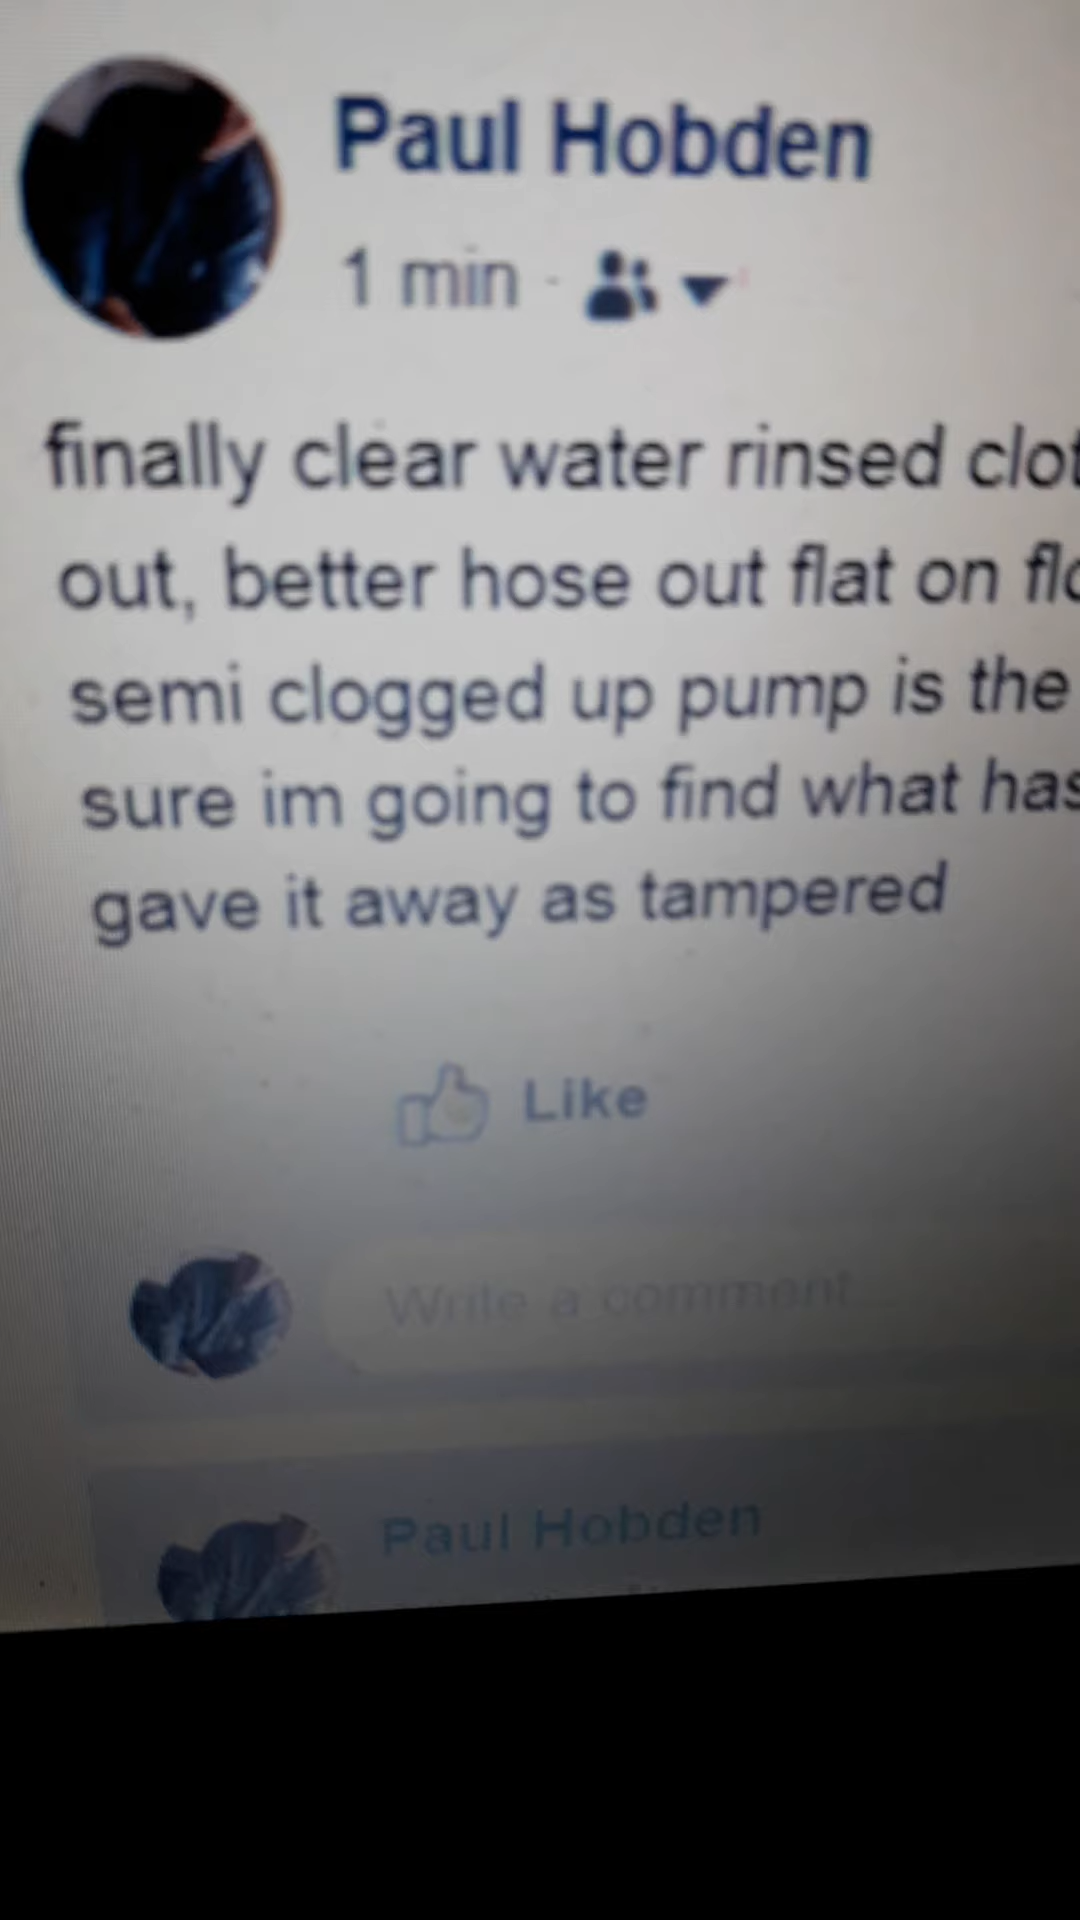 Paul Hobden
1 min ·
finally clear water rinsed clot
out, better hose out flat on flo
semi clogged up pump is the
sure im going to find what has
gave it away as tampered
Like
Write a comment
Paul Hobden